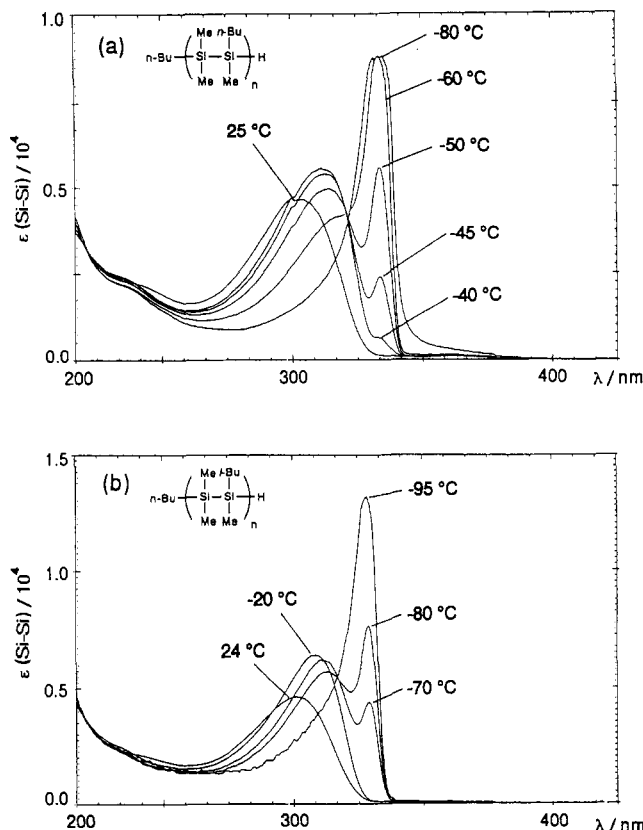 (a)
Me n-Bu
n-Bu ( Si — Si ) H
n
Me Me
ε (Si-Si) / 10⁴
1.0
0.5
0.0
25 °C
-80 °C
-60 °C
-50 °C
-45 °C
-40 °C
200 300 400 λ / nm
(b)
Me i-Bu
n-Bu ( Si — Si ) H
n
Me Me
ε (Si-Si) / 10⁴
1.5
1.0
0.5
0.0
-20 °C
24 °C
-95 °C
-80 °C
-70 °C
200 300 400 λ / nm